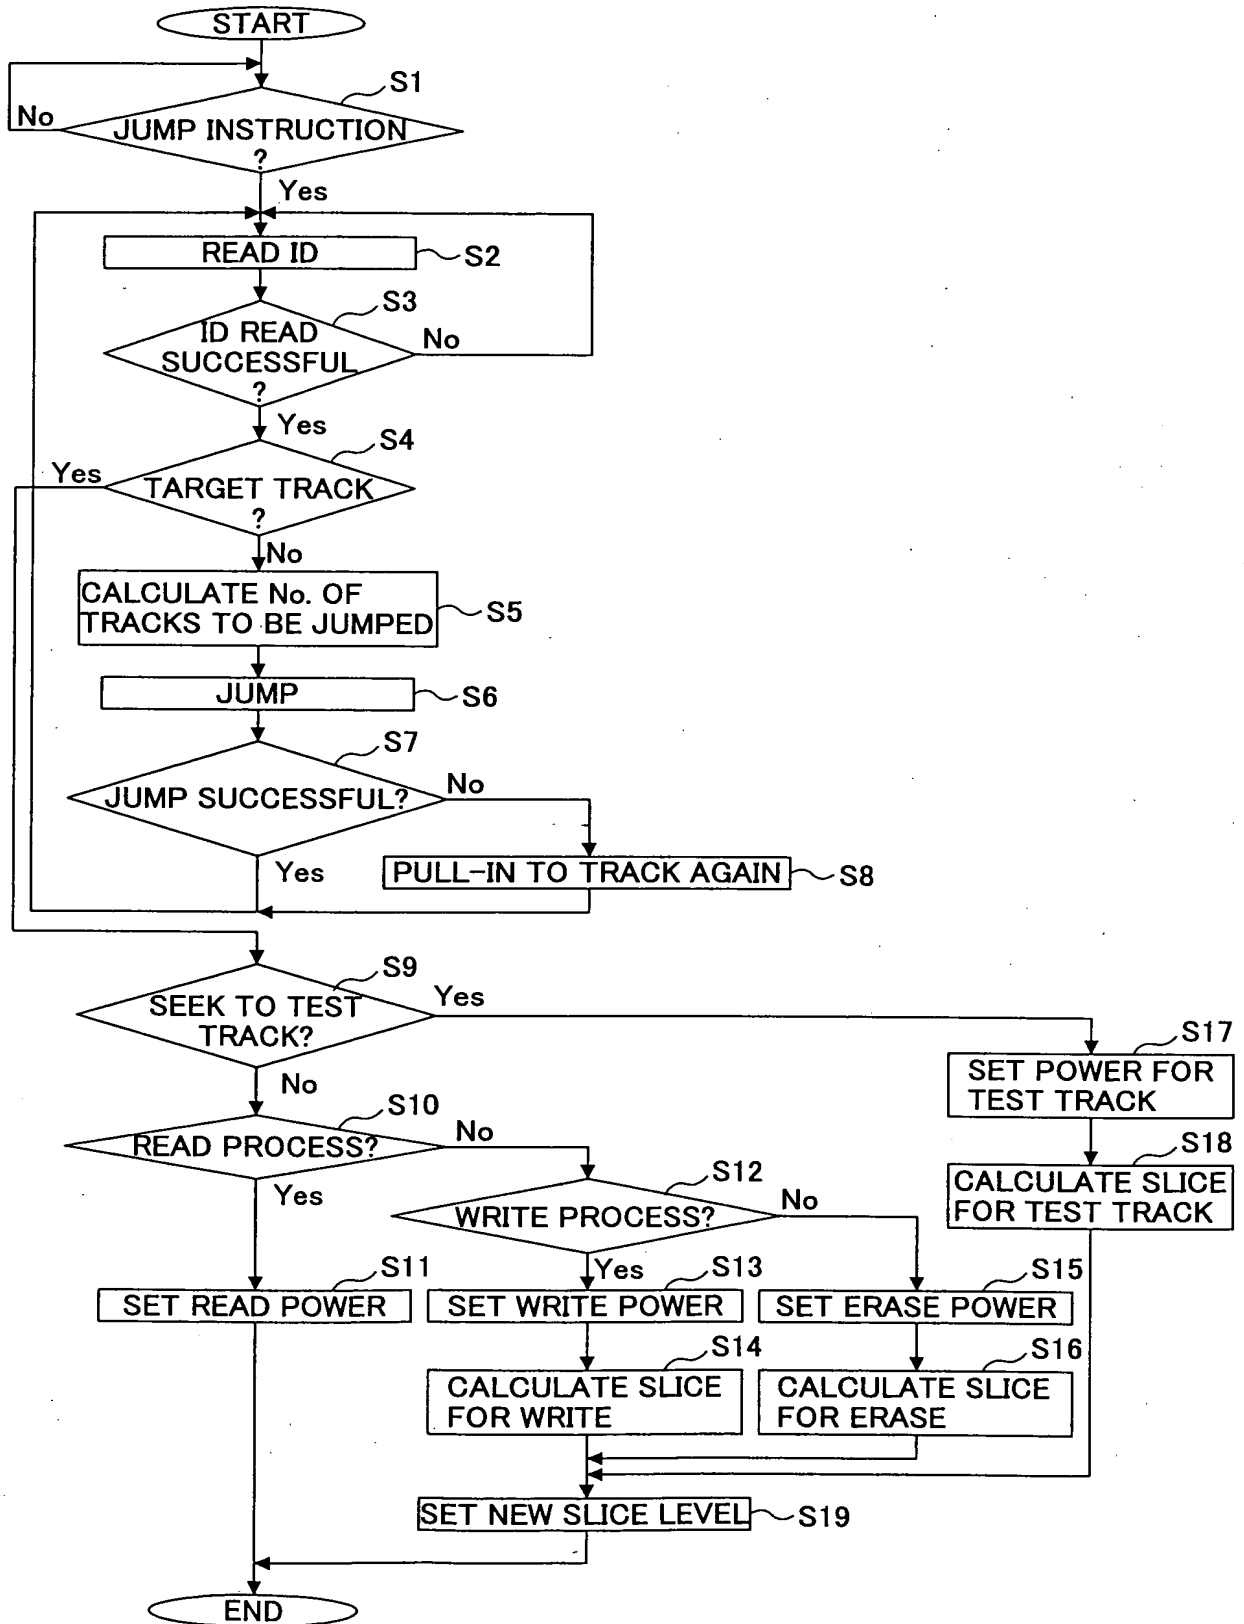 START
S1
No
JUMP INSTRUCTION
?
Yes
READ ID
S2
S3
ID READ
SUCCESSFUL
?
No
Yes
S4
Yes
TARGET TRACK
?
No
CALCULATE No. OF
TRACKS TO BE JUMPED
S5
JUMP
S6
S7
JUMP SUCCESSFUL?
No
Yes
PULL-IN TO TRACK AGAIN
S8
S9
SEEK TO TEST
TRACK?
Yes
No
S17
SET POWER FOR
TEST TRACK
S10
READ PROCESS?
No
Yes
S18
CALCULATE SLICE
FOR TEST TRACK
S12
WRITE PROCESS?
No
Yes
S11
SET READ POWER
S13
SET WRITE POWER
S15
SET ERASE POWER
S14
CALCULATE SLICE
FOR WRITE
S16
CALCULATE SLICE
FOR ERASE
SET NEW SLICE LEVEL
S19
END